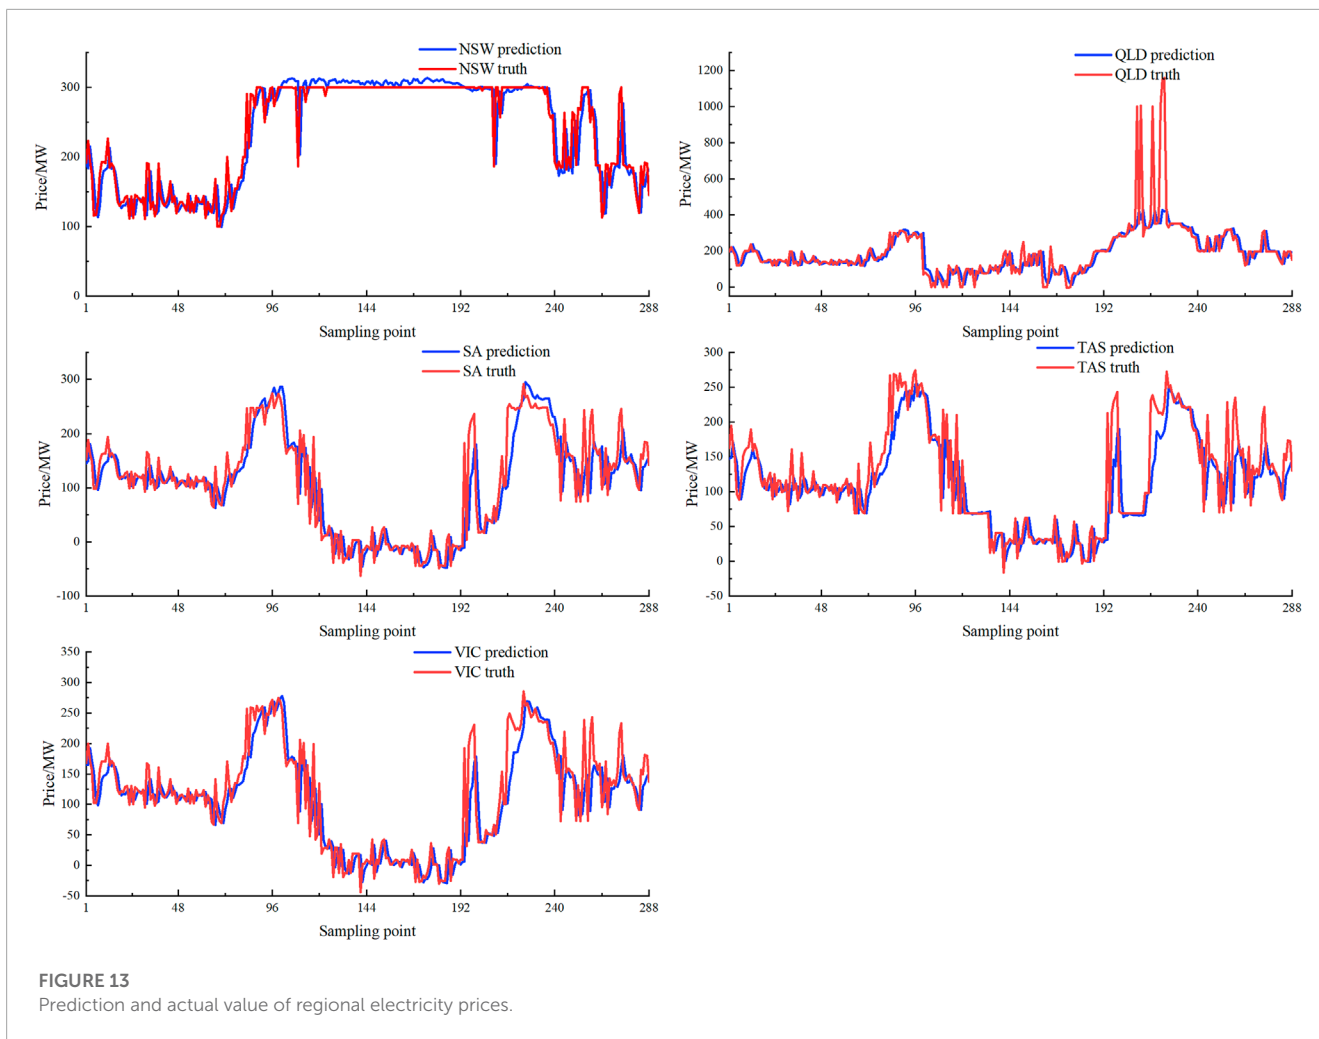 NSW prediction
NSW truth
Price/MW
300
200
100
0
1 48 96 144 192 240 288
Sampling point
QLD prediction
QLD truth
Price/MW
1200
1000
800
600
400
200
0
1 48 96 144 192 240 288
Sampling point
SA prediction
SA truth
Price/MW
300
200
100
0
-100
1 48 96 144 192 240 288
Sampling point
TAS prediction
TAS truth
Price/MW
300
250
200
150
100
50
0
-50
1 48 96 144 192 240 288
Sampling point
VIC prediction
VIC truth
Price/MW
350
300
250
200
150
100
50
0
-50
1 48 96 144 192 240 288
Sampling point
FIGURE 13
Prediction and actual value of regional electricity prices.